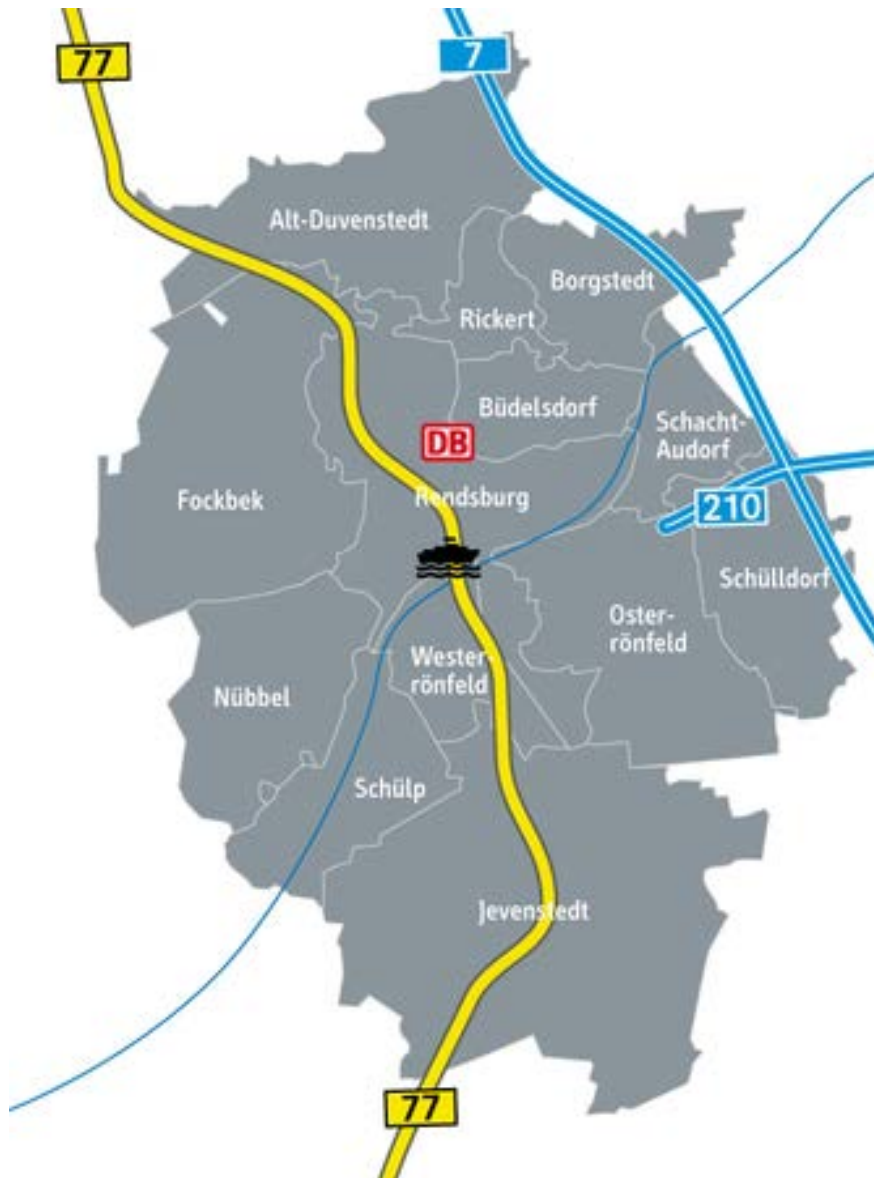 77
7
Alt-Duvenstedt
Borgstedt
Rickert
Büdelsdorf
Schacht-
Audorf
DB
Fockbek
Rendsburg
210
Schülldorf
Oster-
rönfeld
Wester-
rönfeld
Nübbel
Schülp
Jevenstedt
77